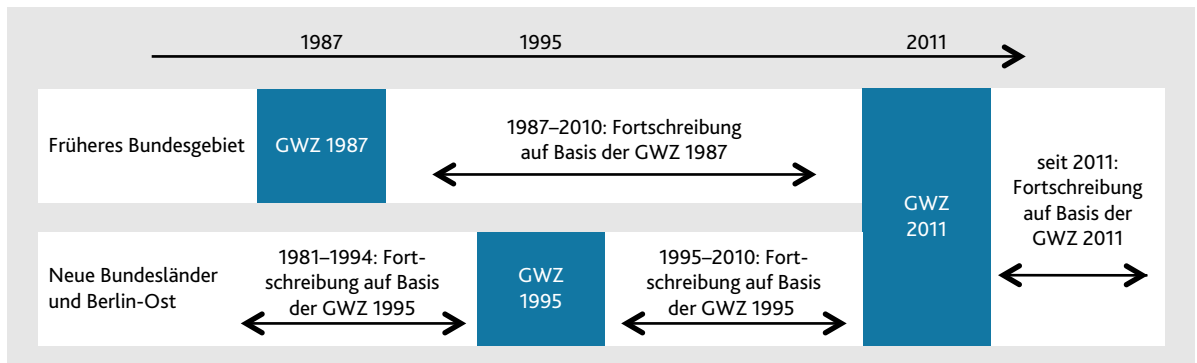 1987 1995 2011
Früheres Bundesgebiet
GWZ 1987
1987–2010: Fortschreibung
auf Basis der GWZ 1987
GWZ
2011
seit 2011:
Fortschreibung
auf Basis der
GWZ 2011
Neue Bundesländer
und Berlin-Ost
1981–1994: Fort-
schreibung auf Basis
der GWZ 1995
GWZ
1995
1995–2010: Fort-
schreibung auf Basis
der GWZ 1995